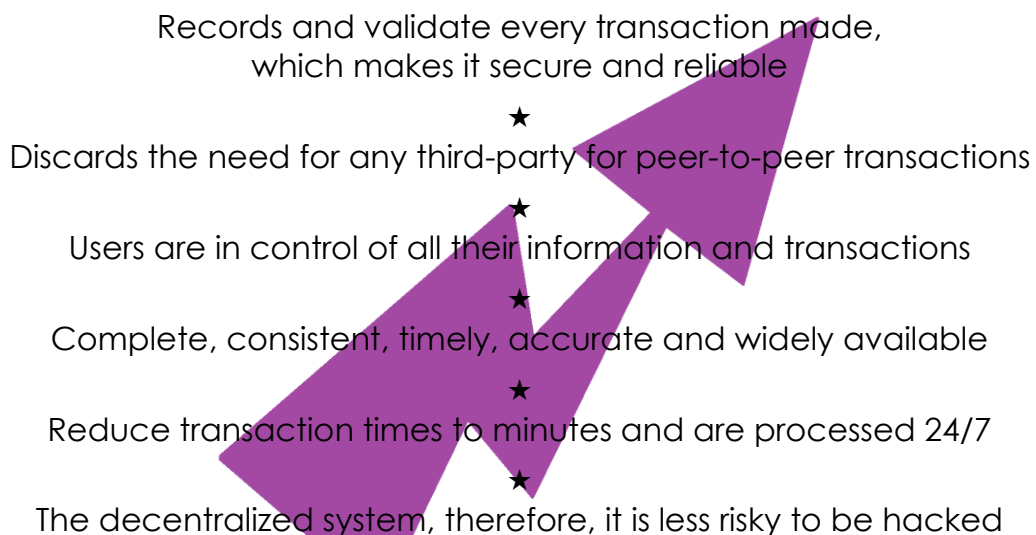 Records and validate every transaction made,
which makes it secure and reliable
★
Discards the need for any third-party for peer-to-peer transactions
★
Users are in control of all their information and transactions
★
Complete, consistent, timely, accurate and widely available
★
Reduce transaction times to minutes and are processed 24/7
★
The decentralized system, therefore, it is less risky to be hacked